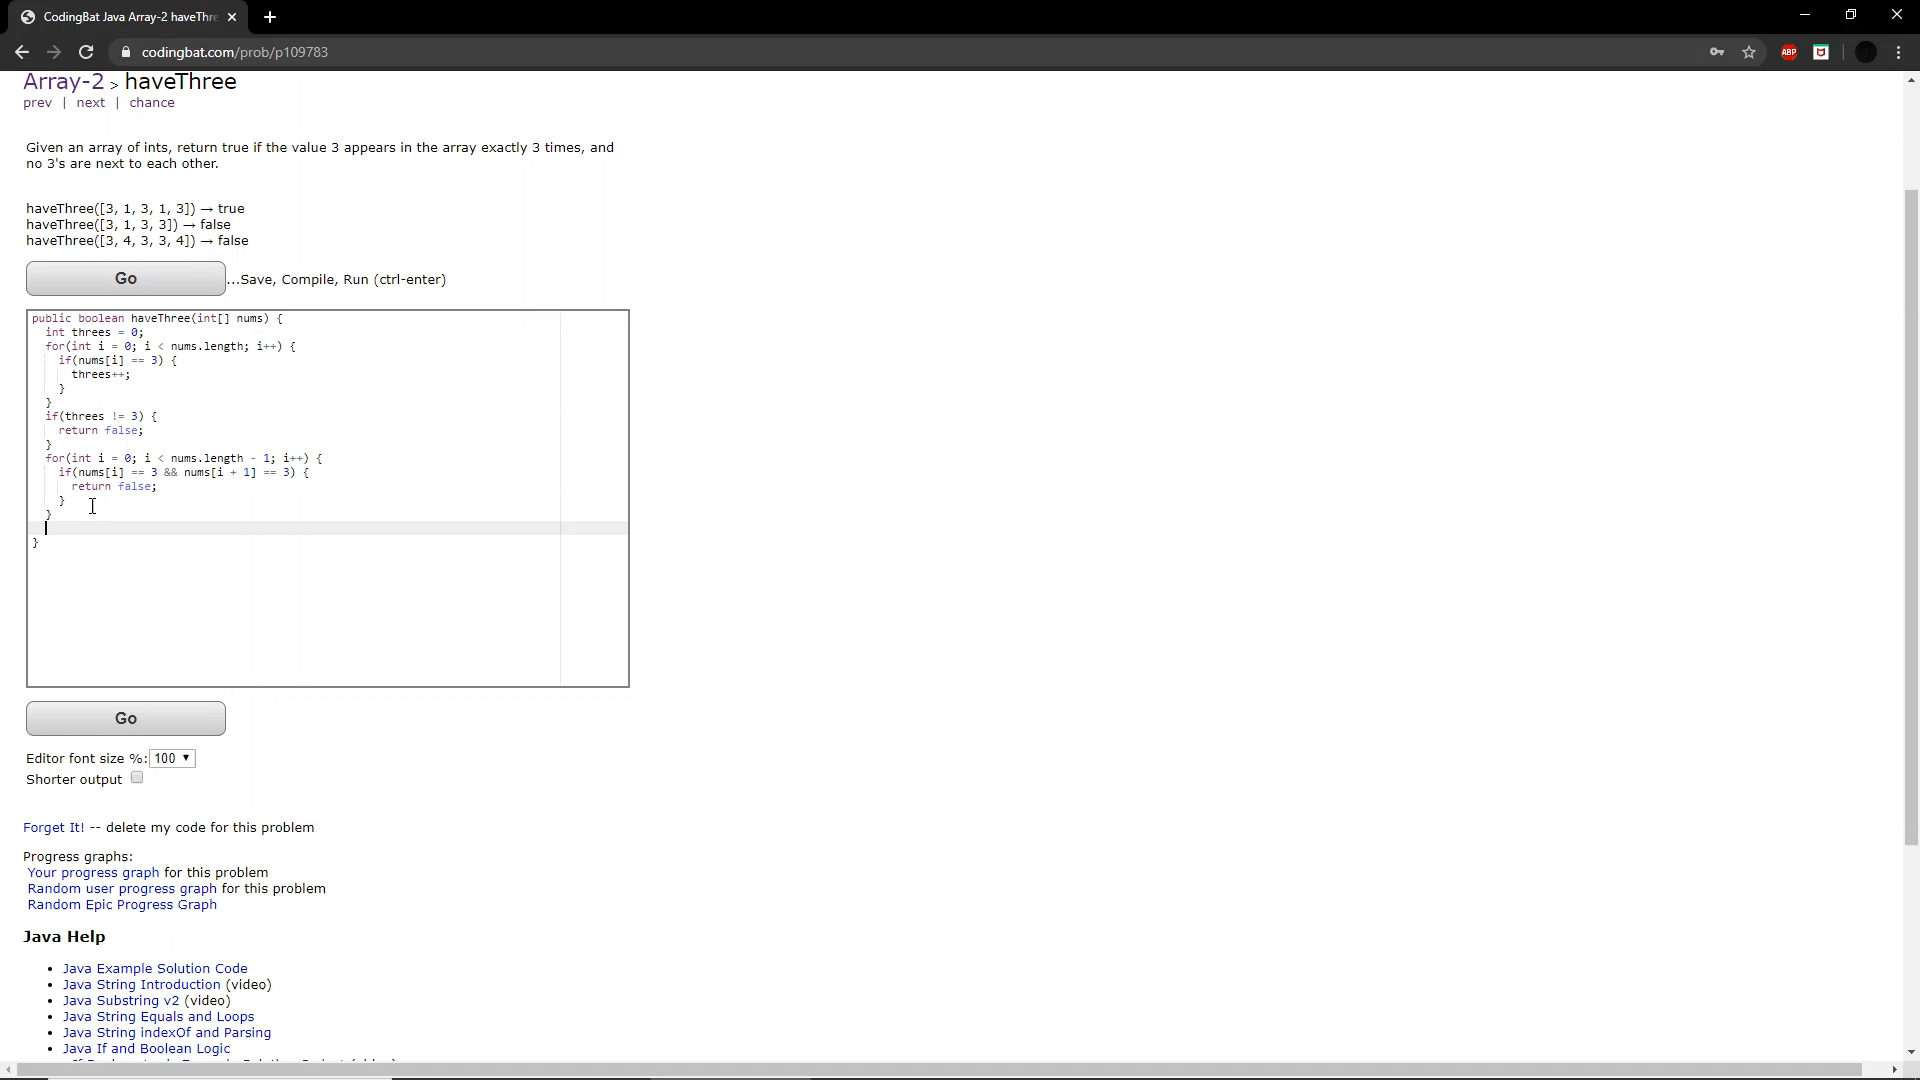 CodingBat Java Array-2 haveThre
codingbat.com/prob/p109783
ABP
Array-2 > haveThree
prev | next | chance
Given an array of ints, return true if the value 3 appears in the array exactly 3 times, and
no 3's are next to each other.
haveThree([3, 1, 3, 1, 3]) → true
haveThree([3, 1, 3, 3]) → false
haveThree([3, 4, 3, 3, 4]) → false
Go
...Save, Compile, Run (ctrl-enter)
public boolean haveThree(int[] nums) {
int threes = 0;
for(int i = 0; i < nums.length; i++) {
if(nums[i] == 3) {
threes++;
}
}
if(threes != 3) {
return false;
}
for(int i = 0; i < nums.length - 1; i++) {
if(nums[i] == 3 && nums[i + 1] == 3) {
return false;
}
}
}
Go
Editor font size %: 100
Shorter output
Forget It! -- delete my code for this problem
Progress graphs:
Your progress graph for this problem
Random user progress graph for this problem
Random Epic Progress Graph
Java Help
• Java Example Solution Code
• Java String Introduction (video)
• Java Substring v2 (video)
• Java String Equals and Loops
• Java String indexOf and Parsing
• Java If and Boolean Logic